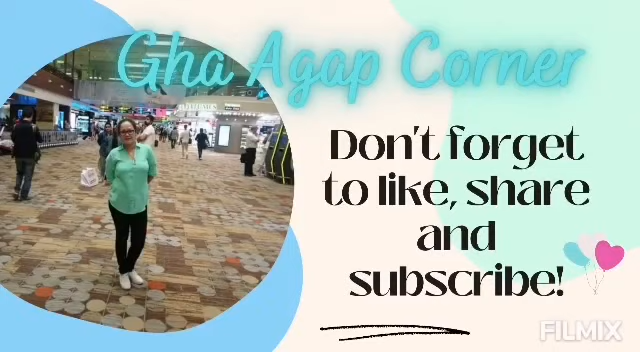 Gha Agap Corner
Don't forget
to like, share
and
subscribe!
FILMIX